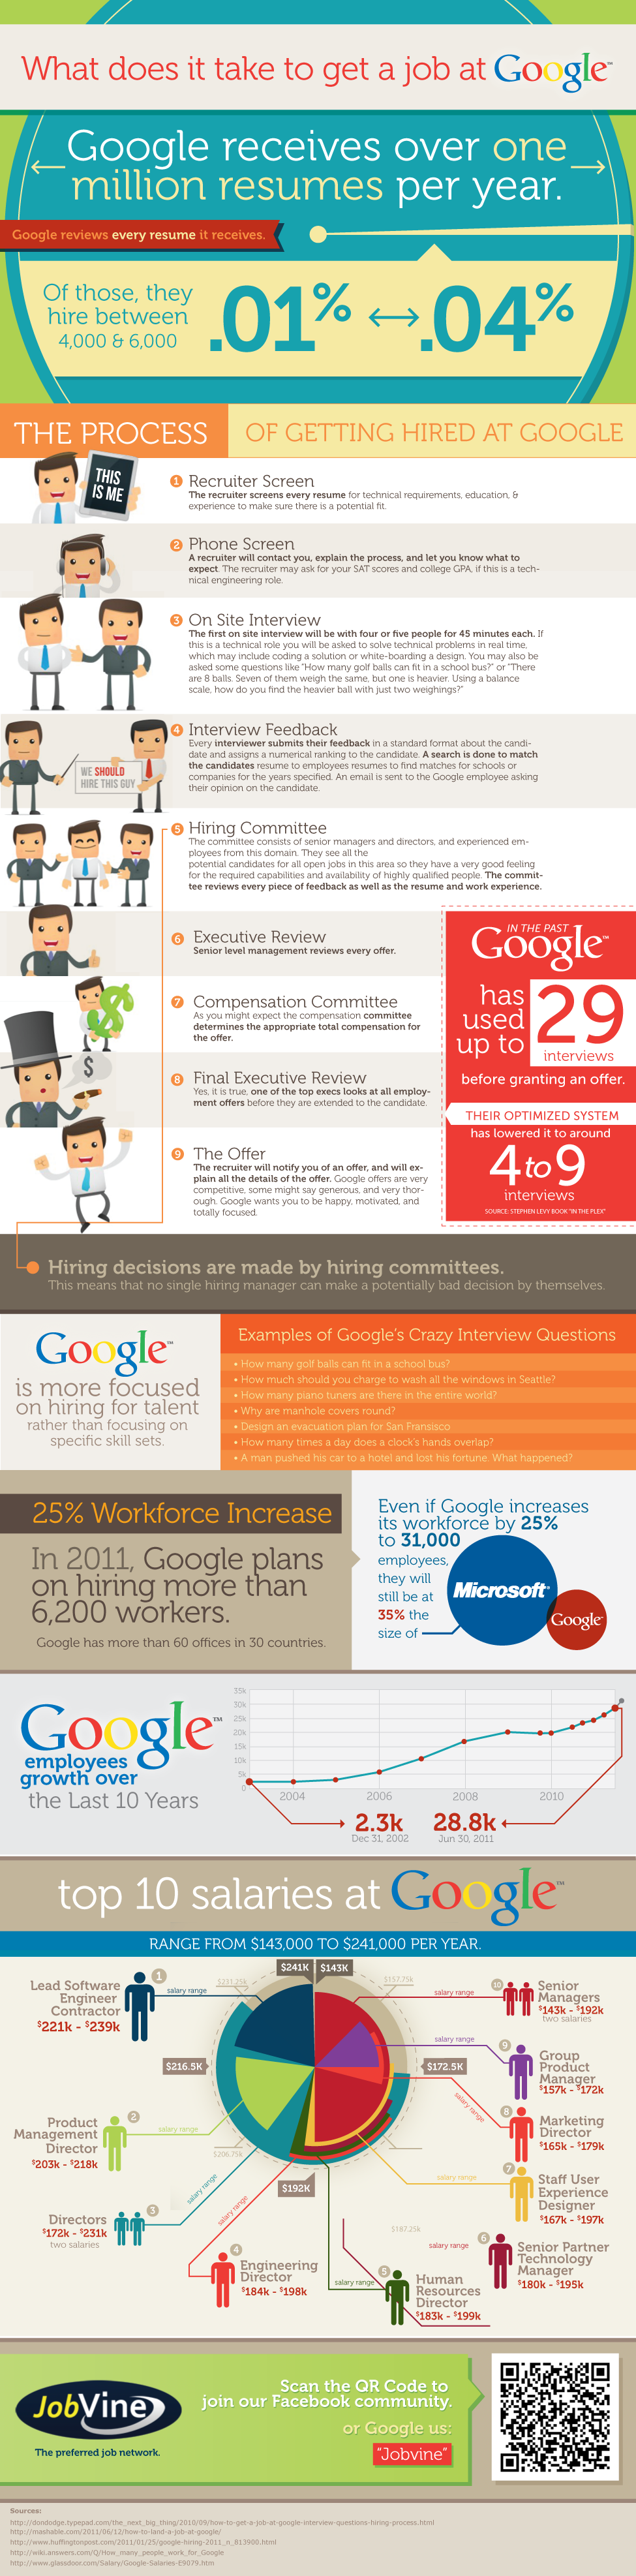 What does it take to get a job at Google™
Google receives over one
million resumes per year.
Google reviews every resume it receives.
Of those, they
hire between
4,000 & 6,000
.01% .04%
THE PROCESS OF GETTING HIRED AT GOOGLE
THIS
IS ME
1 Recruiter Screen
The recruiter screens every resume for technical requirements, education, &
experience to make sure there is a potential fit.
2 Phone Screen
A recruiter will contact you, explain the process, and let you know what to
expect. The recruiter may ask for your SAT scores and college GPA, if this is a tech-
nical engineering role.
3 On Site Interview
The first on site interview will be with four or five people for 45 minutes each. If
this is a technical role you will be asked to solve technical problems in real time,
which may include coding a solution or white-boarding a design. You may also be
asked some questions like "How many golf balls can fit in a school bus?" or "There
are 8 balls. Seven of them weigh the same, but one is heavier. Using a balance
scale, how do you find the heavier ball with just two weighings?"
WE SHOULD
HIRE THIS GUY
4 Interview Feedback
Every interviewer submits their feedback in a standard format about the candi-
date and assigns a numerical ranking to the candidate. A search is done to match
the candidates resume to employees resumes to find matches for schools or
companies for the years specified. An email is sent to the Google employee asking
their opinion on the candidate.
5 Hiring Committee
The committee consists of senior managers and directors, and experienced em-
ployees from this domain. They see all the
potential candidates for all open jobs in this area so they have a very good feeling
for the required capabilities and availability of highly qualified people. The commit-
tee reviews every piece of feedback as well as the resume and work experience.
6 Executive Review
Senior level management reviews every offer.
7 Compensation Committee
As you might expect the compensation committee
determines the appropriate total compensation for
the offer.
$
8 Final Executive Review
Yes, it is true, one of the top execs looks at all employ-
ment offers before they are extended to the candidate.
9 The Offer
The recruiter will notify you of an offer, and will ex-
plain all the details of the offer. Google offers are very
competitive, some might say generous, and very thor-
ough. Google wants you to be happy, motivated, and
totally focused.
IN THE PAST
Google™
has
used
up to
29
interviews
before granting an offer.
THEIR OPTIMIZED SYSTEM
has lowered it to around
4 to 9
interviews
SOURCE: STEPHEN LEVY BOOK "IN THE PLEX"
Hiring decisions are made by hiring committees.
This means that no single hiring manager can make a potentially bad decision by themselves.
Google™
is more focused
on hiring for talent
rather than focusing on
specific skill sets.
Examples of Google's Crazy Interview Questions
• How many golf balls can fit in a school bus?
• How much should you charge to wash all the windows in Seattle?
• How many piano tuners are there in the entire world?
• Why are manhole covers round?
• Design an evacuation plan for San Fransisco
• How many times a day does a clock's hands overlap?
• A man pushed his car to a hotel and lost his fortune. What happened?
25% Workforce Increase
In 2011, Google plans
on hiring more than
6,200 workers.
Google has more than 60 offices in 30 countries.
Even if Google increases
its workforce by 25%
to 31,000
employees,
they will
still be at
35% the
size of
Microsoft®
Google™
Google™
employees
growth over
the Last 10 Years
35k
30k
25k
20k
15k
10k
5k
0
2004 2006 2008 2010
2.3k
Dec 31, 2002
28.8k
Jun 30, 2011
top 10 salaries at Google™
RANGE FROM $143,000 TO $241,000 PER YEAR.
$241K $143K
$231.25k $157.75k
$216.5K $172.5K
$206.75k $187.25k
$192K
1
Lead Software
Engineer
Contractor
$221k - $239k
salary range
2
Product
Management
Director
$203k - $218k
salary range
3
Directors
$172k - $231k
two salaries
salary range
4
Engineering
Director
$184k - $198k
salary range
5
Human
Resources
Director
$183k - $199k
salary range
6
Senior Partner
Technology
Manager
$180k - $195k
salary range
7
Staff User
Experience
Designer
$167k - $197k
salary range
8
Marketing
Director
$165k - $179k
salary range
9
Group
Product
Manager
$157k - $172k
salary range
10
Senior
Managers
$143k - $192k
two salaries
salary range
JobVine
The preferred job network.
Scan the QR Code to
join our Facebook community.
or Google us:
"Jobvine"
Sources:
http://dondodge.typepad.com/the_next_big_thing/2010/09/how-to-get-a-job-at-google-interview-questions-hiring-process.html
http://mashable.com/2011/06/12/how-to-land-a-job-at-google/
http://www.huffingtonpost.com/2011/01/25/google-hiring-2011_n_813900.html
http://wiki.answers.com/Q/How_many_people_work_for_Google
http://www.glassdoor.com/Salary/Google-Salaries-E9079.htm